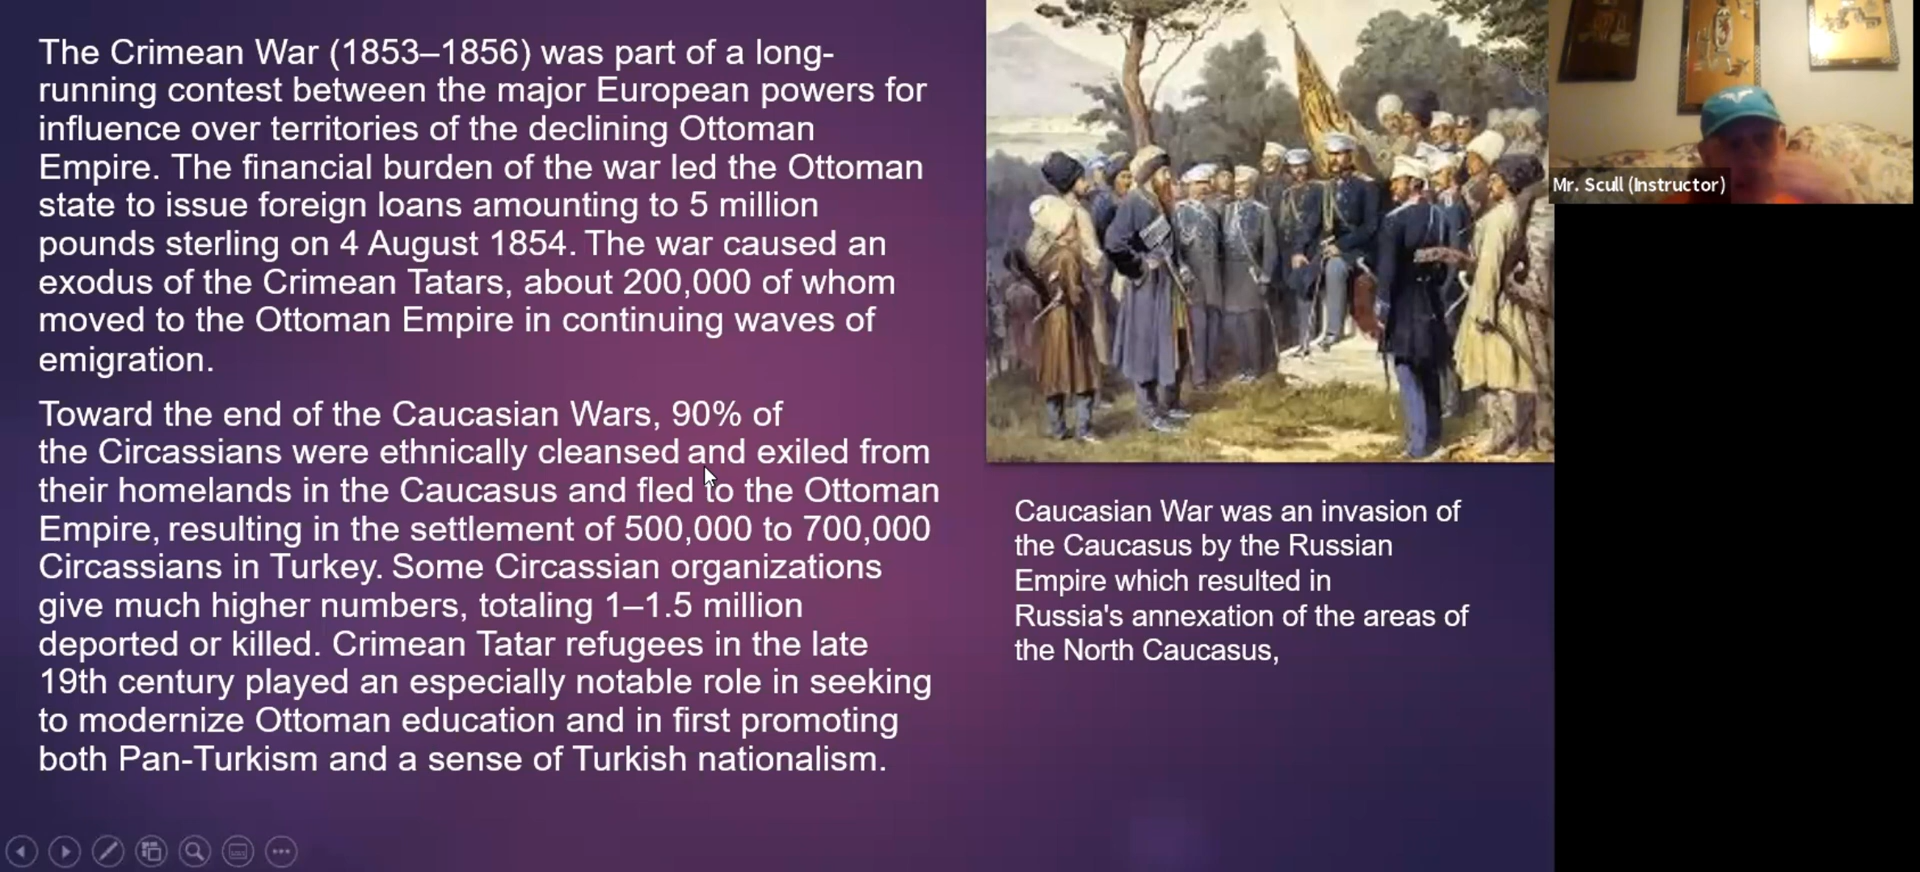 The Crimean War (1853–1856) was part of a long-
running contest between the major European powers for
influence over territories of the declining Ottoman
Empire. The financial burden of the war led the Ottoman
state to issue foreign loans amounting to 5 million
pounds sterling on 4 August 1854. The war caused an
exodus of the Crimean Tatars, about 200,000 of whom
moved to the Ottoman Empire in continuing waves of
emigration.
Toward the end of the Caucasian Wars, 90% of
the Circassians were ethnically cleansed and exiled from
their homelands in the Caucasus and fled to the Ottoman
Empire, resulting in the settlement of 500,000 to 700,000
Circassians in Turkey. Some Circassian organizations
give much higher numbers, totaling 1–1.5 million
deported or killed. Crimean Tatar refugees in the late
19th century played an especially notable role in seeking
to modernize Ottoman education and in first promoting
both Pan-Turkism and a sense of Turkish nationalism.
Caucasian War was an invasion of
the Caucasus by the Russian
Empire which resulted in
Russia's annexation of the areas of
the North Caucasus,
Mr. Scull (Instructor)